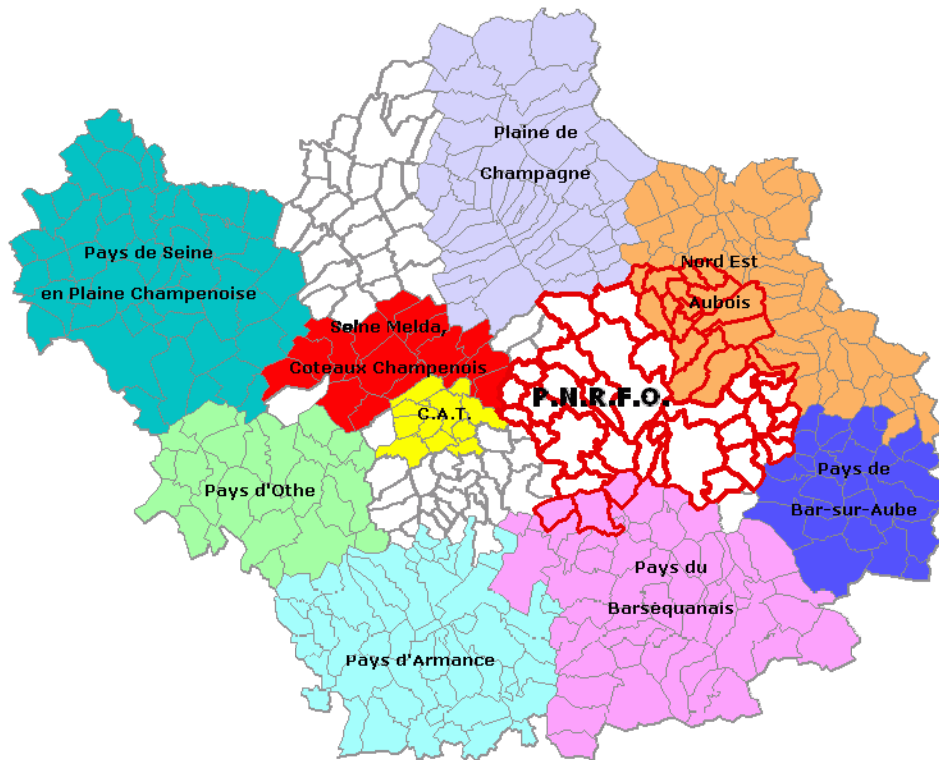 Plaine de
Champagne
Pays de Seine
en Plaine Champenoise
Nord Est
Aubois
Seine Melda,
Coteaux Champenois
P.N.R.F.O.
C.A.T.
Pays d'Othe
Pays de
Bar-sur-Aube
Pays du
Barséquanais
Pays d'Armance